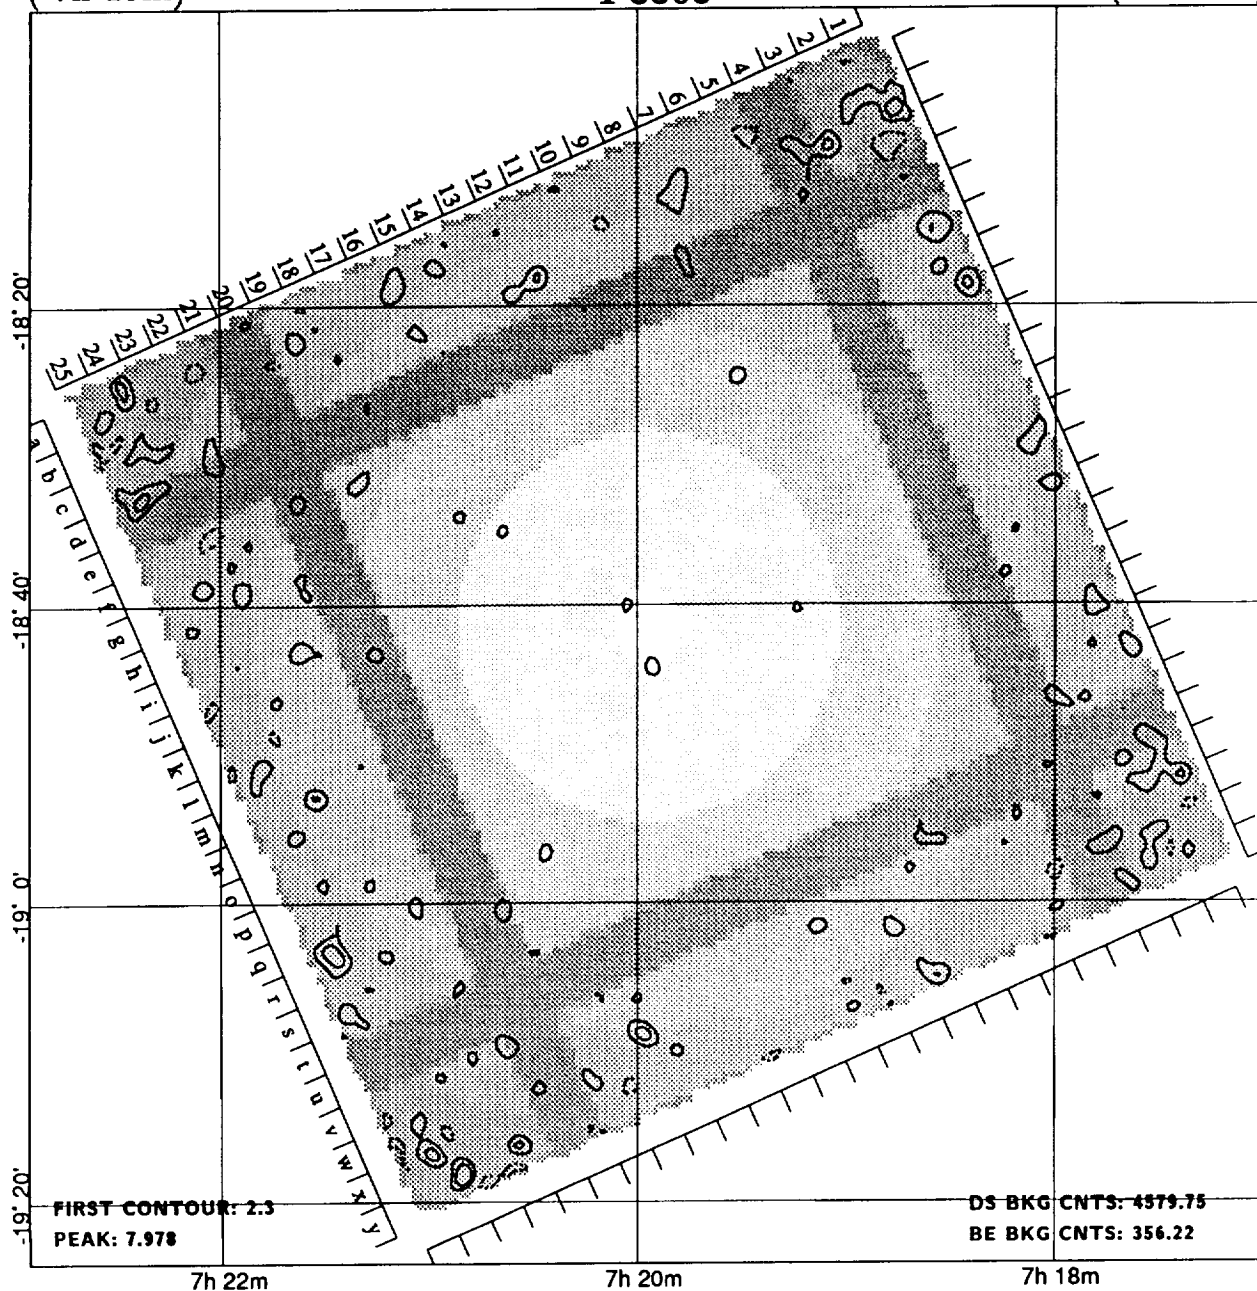 1 2 3 4 5 6 7 8 9 10 11 12 13 14 15 16 17 18 19 20 21 22 23 24 25
a b c d e f g h i j k l m n o p q r s t u v w x y
-18° 20'
-18° 40'
-19° 0'
-19° 20'
FIRST CONTOUR: 2.3
PEAK: 7.978
DS BKG CNTS: 4579.75
BE BKG CNTS: 356.22
7h 22m 7h 20m 7h 18m